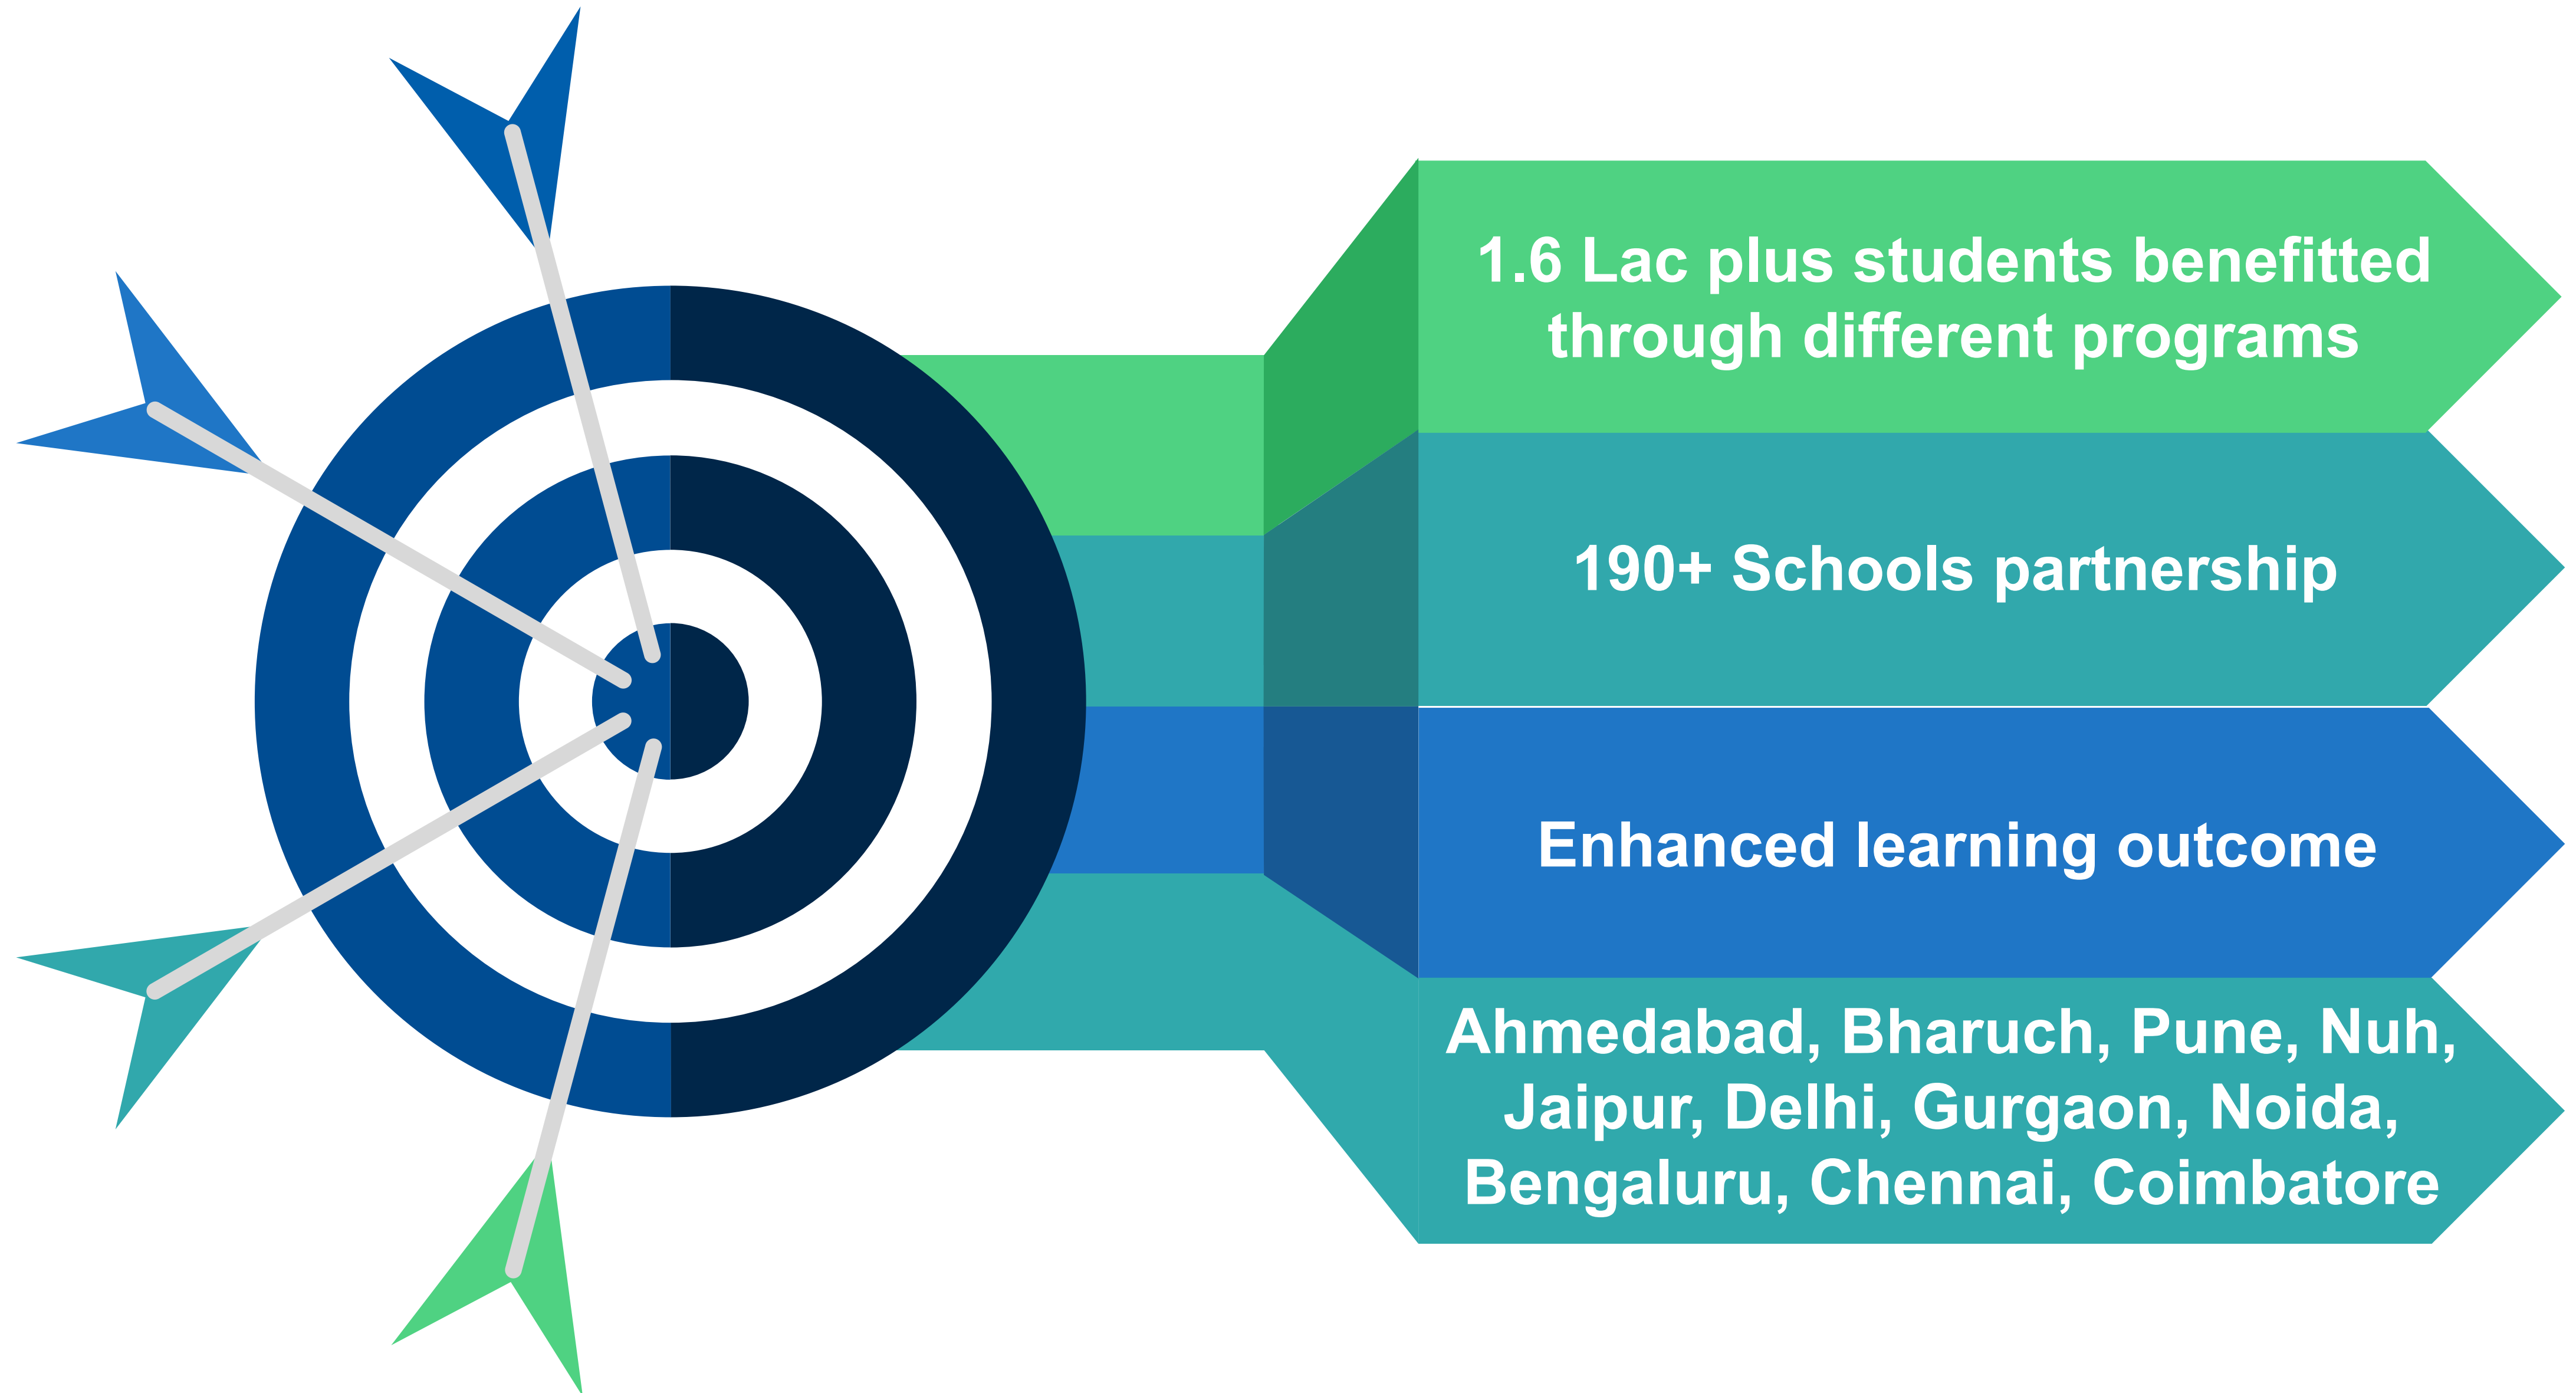 1.6 Lac plus students benefitted
through different programs
190+ Schools partnership
Enhanced learning outcome
Ahmedabad, Bharuch, Pune, Nuh,
Jaipur, Delhi, Gurgaon, Noida,
Bengaluru, Chennai, Coimbatore